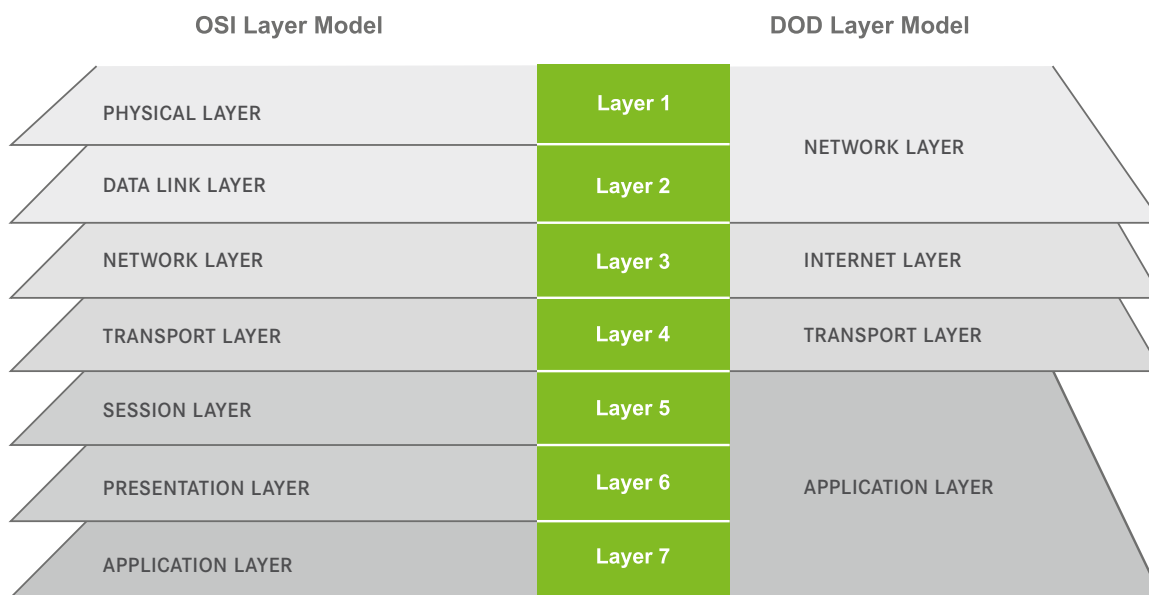 OSI Layer Model
DOD Layer Model
PHYSICAL LAYER
Layer 1
NETWORK LAYER
DATA LINK LAYER
Layer 2
NETWORK LAYER
Layer 3
INTERNET LAYER
TRANSPORT LAYER
Layer 4
TRANSPORT LAYER
SESSION LAYER
Layer 5
PRESENTATION LAYER
Layer 6
APPLICATION LAYER
APPLICATION LAYER
Layer 7